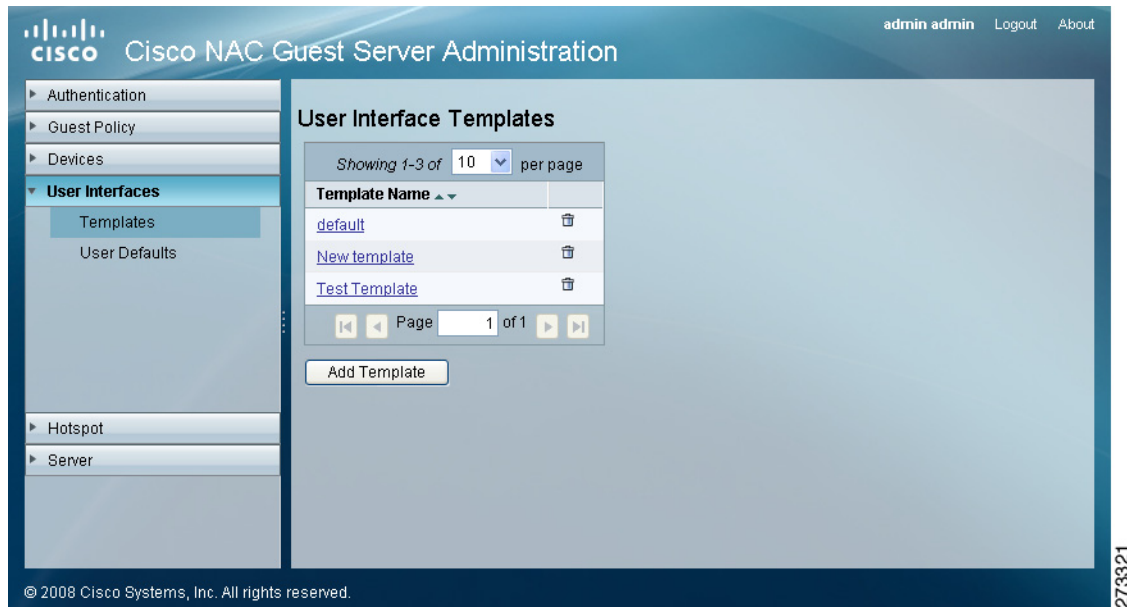 admin admin Logout About
CISCO Cisco NAC Guest Server Administration
Authentication
Guest Policy
Devices
User Interfaces
Templates
User Defaults
Hotspot
Server
User Interface Templates
Showing 1-3 of 10 per page
Template Name
default
New template
Test Template
Page 1 of 1
Add Template
© 2008 Cisco Systems, Inc. All rights reserved.
273321